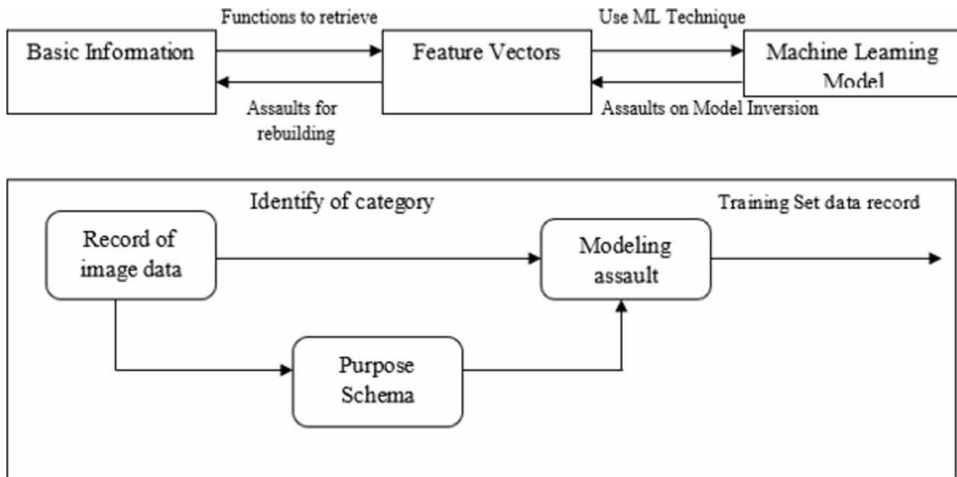 Functions to retrieve
Use ML Technique
Basic Information
Feature Vectors
Machine Learning
Model
Assaults for
rebuilding
Assaults on Model Inversion
Identify of category
Training Set data record
Record of
image data
Modeling
assault
Purpose
Schema